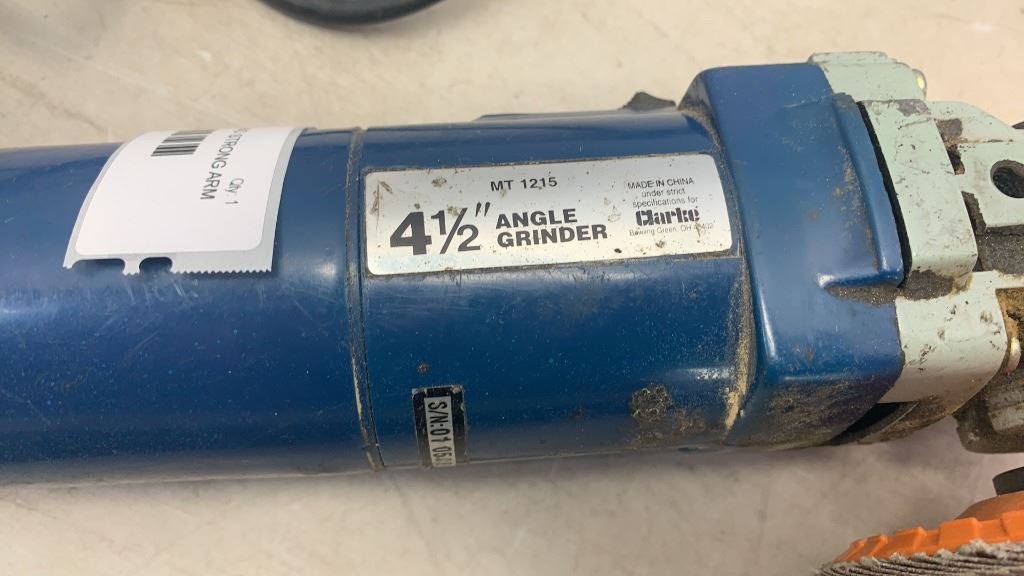 MT 1215
4½" ANGLE
GRINDER
MADE IN CHINA
under strict
specifications for
Clarke
Bowling Green, OH
STRONG ARM
Qty 1
S/N:01